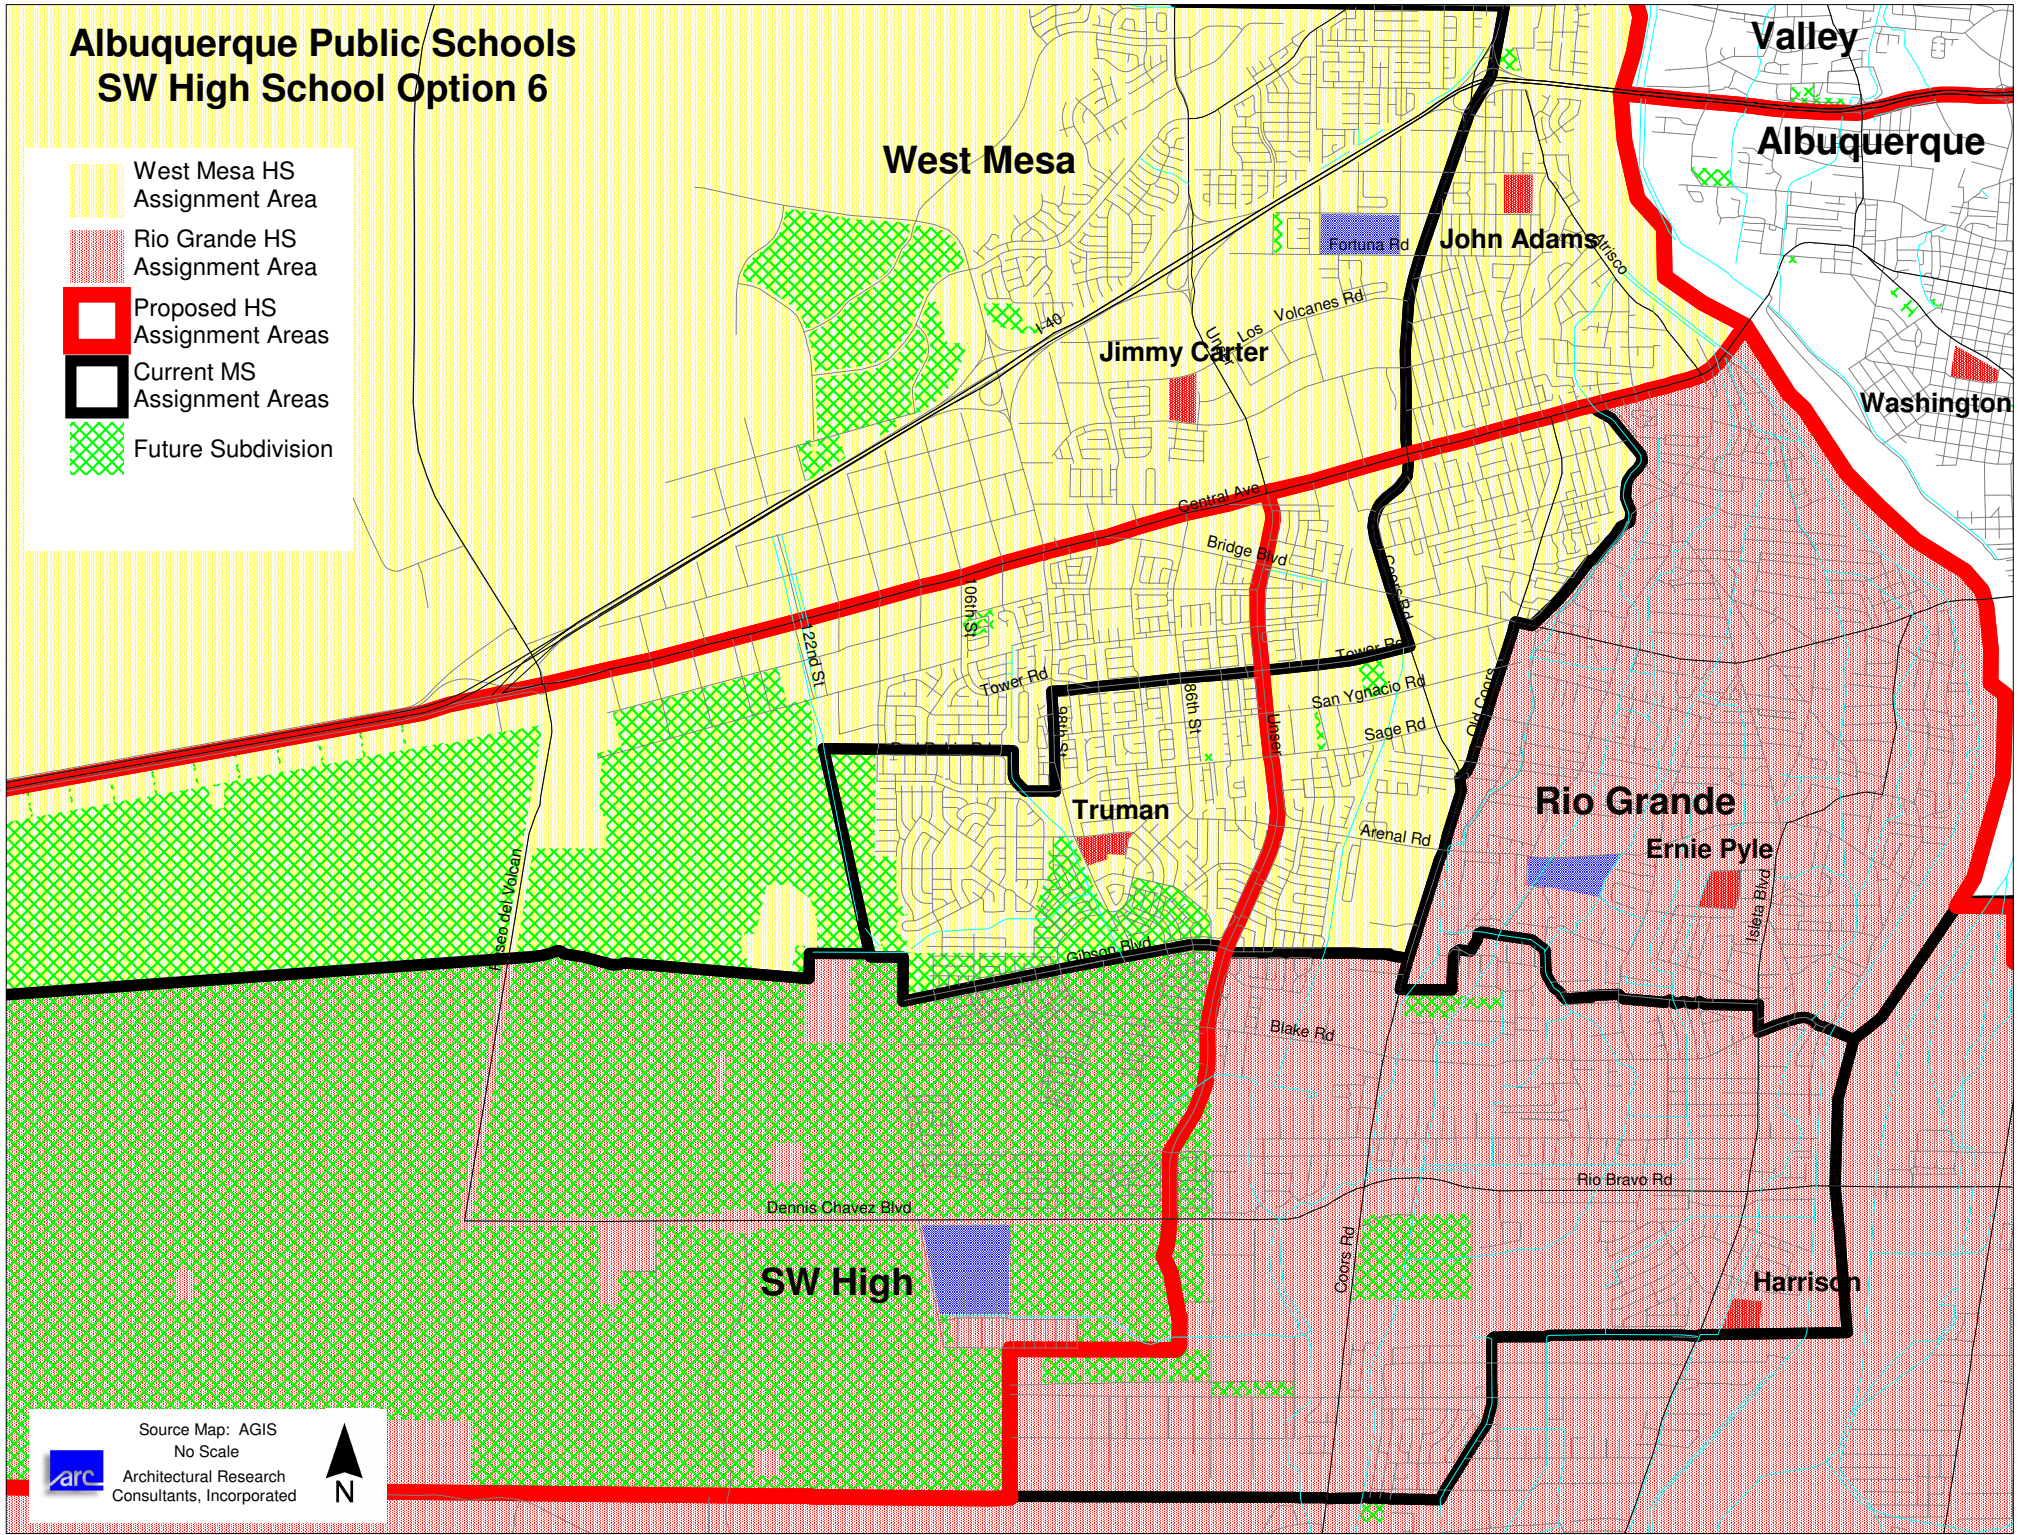 Albuquerque Public Schools
SW High School Option 6
West Mesa HS
Assignment Area
Rio Grande HS
Assignment Area
Proposed HS
Assignment Areas
Current MS
Assignment Areas
Future Subdivision
Valley
Albuquerque
West Mesa
John Adams
Fortuna Rd
Atrisco
Los
Volcanes Rd
Unser
I-40
Jimmy Carter
Washington
Central Ave
Bridge Blvd
Coors Rd
106th St
122nd St
Tower Rd
Tower Rd
98th St
86th St
San Ygnacio Rd
Sage Rd
Unser
Old Coors
Truman
Arenal Rd
Rio Grande
Ernie Pyle
Isleta Blvd
Paseo del Volcan
Gibson Blvd
Blake Rd
Rio Bravo Rd
Dennis Chavez Blvd
Coors Rd
SW High
Harrison
Source Map: AGIS
No Scale
arc
Architectural Research
Consultants, Incorporated
N